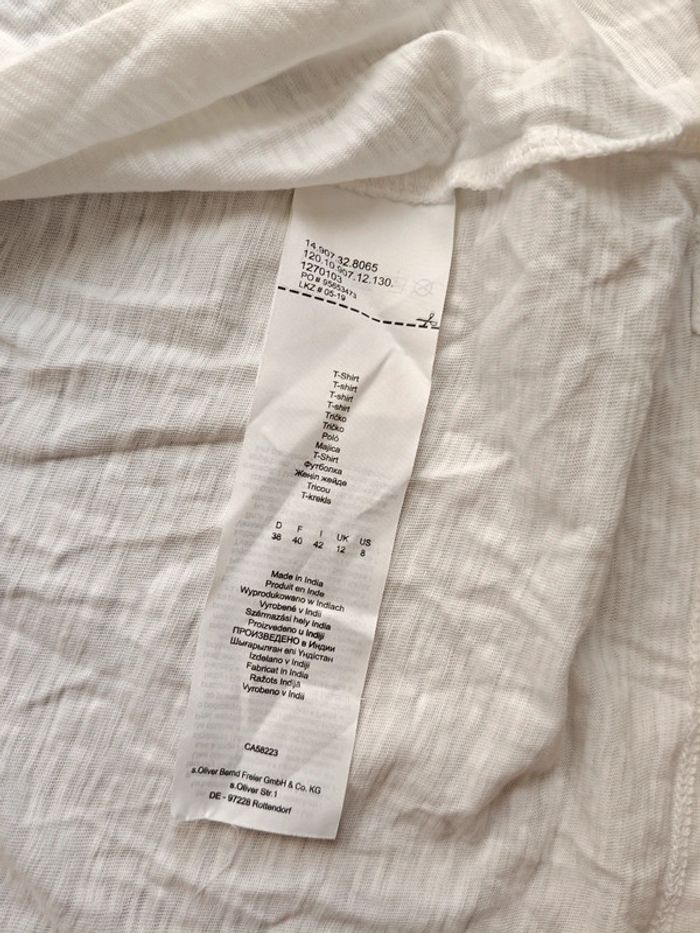 14.907.32.8065
120.10.907.12.130.
1270103
PO # 95653473
LKZ # 05-19
T-Shirt
T-shirt
T-shirt
T-shirt
Tričko
Tričko
Poló
Majica
T-Shirt
Футболка
Жеңіл жейде
Tricou
T-krekls
D F I UK US
38 40 42 12 8
Made in India
Produit en Inde
Wyprodukowano w Indiach
Vyrobené v Indii
Származási hely India
Proizvedeno u Indiji
ПРОИЗВЕДЕНО в Индии
Шығарылған елі Үндістан
Izdelano v Indiji
Fabricat in India
Ražots Indijā
Vyrobeno v Indii
CA58223
s.Oliver Bernd Freier GmbH & Co. KG
s.Oliver Str.1
DE - 97228 Rottendorf